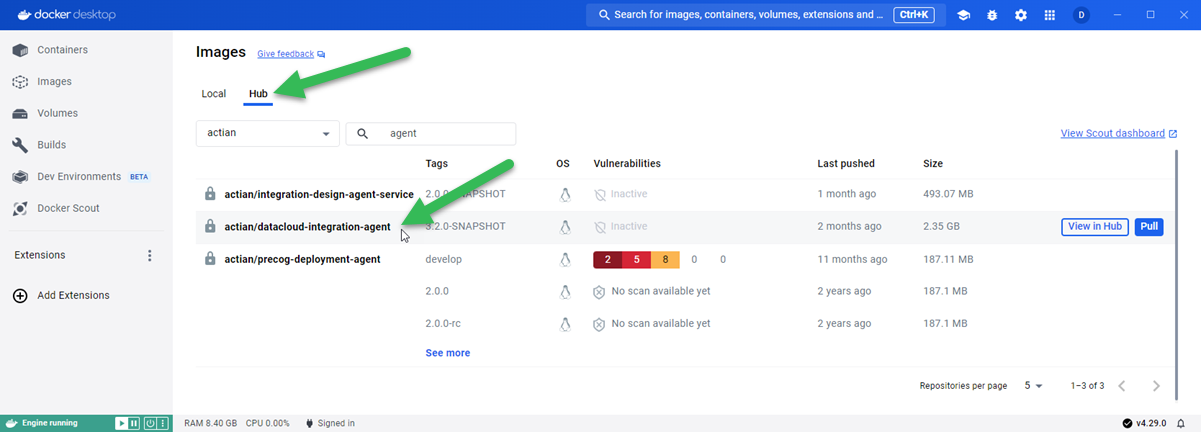 docker desktop
Search for images, containers, volumes, extensions and ... Ctrl+K
D
Containers
Images
Volumes
Builds
Dev Environments BETA
Docker Scout
Extensions
Add Extensions
Images Give feedback
Local Hub
actian agent View Scout dashboard
Tags OS Vulnerabilities Last pushed Size
actian/integration-design-agent-service 2.0.0-SNAPSHOT Inactive 1 month ago 493.07 MB
actian/datacloud-integration-agent 3.2.0-SNAPSHOT Inactive 2 months ago 2.35 GB View in Hub Pull
actian/precog-deployment-agent develop 2 5 8 0 0 11 months ago 187.11 MB
2.0.0 No scan available yet 2 years ago 187.1 MB
2.0.0-rc No scan available yet 2 years ago 187.1 MB
See more
Repositories per page 5 1–3 of 3
Engine running RAM 8.40 GB CPU 0.00% Signed in v4.29.0